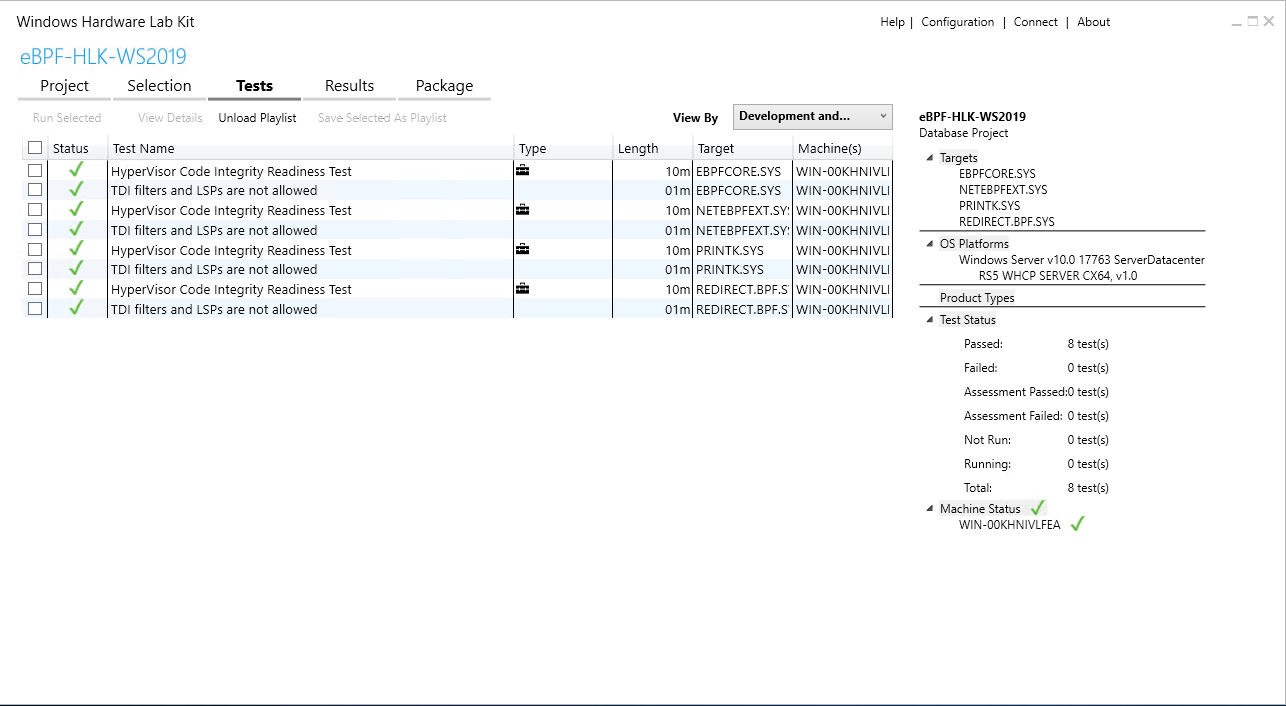 Windows Hardware Lab Kit
Help | Configuration | Connect | About
eBPF-HLK-WS2019
Project Selection Tests Results Package
Run Selected View Details Unload Playlist Save Selected As Playlist View By Development and...
Status Test Name Type Length Target Machine(s)
HyperVisor Code Integrity Readiness Test 10m EBPFCORE.SYS WIN-00KHNIVLI
TDI filters and LSPs are not allowed 01m EBPFCORE.SYS WIN-00KHNIVLI
HyperVisor Code Integrity Readiness Test 10m NETEBPFEXT.SY: WIN-00KHNIVLI
TDI filters and LSPs are not allowed 01m NETEBPFEXT.SY: WIN-00KHNIVLI
HyperVisor Code Integrity Readiness Test 10m PRINTK.SYS WIN-00KHNIVLI
TDI filters and LSPs are not allowed 01m PRINTK.SYS WIN-00KHNIVLI
HyperVisor Code Integrity Readiness Test 10m REDIRECT.BPF.S WIN-00KHNIVLI
TDI filters and LSPs are not allowed 01m REDIRECT.BPF.S WIN-00KHNIVLI
eBPF-HLK-WS2019
Database Project
Targets
EBPFCORE.SYS
NETEBPFEXT.SYS
PRINTK.SYS
REDIRECT.BPF.SYS
OS Platforms
Windows Server v10.0 17763 ServerDatacenter
RS5 WHCP SERVER CX64, v1.0
Product Types
Test Status
Passed: 8 test(s)
Failed: 0 test(s)
Assessment Passed:0 test(s)
Assessment Failed: 0 test(s)
Not Run: 0 test(s)
Running: 0 test(s)
Total: 8 test(s)
Machine Status
WIN-00KHNIVLFEA